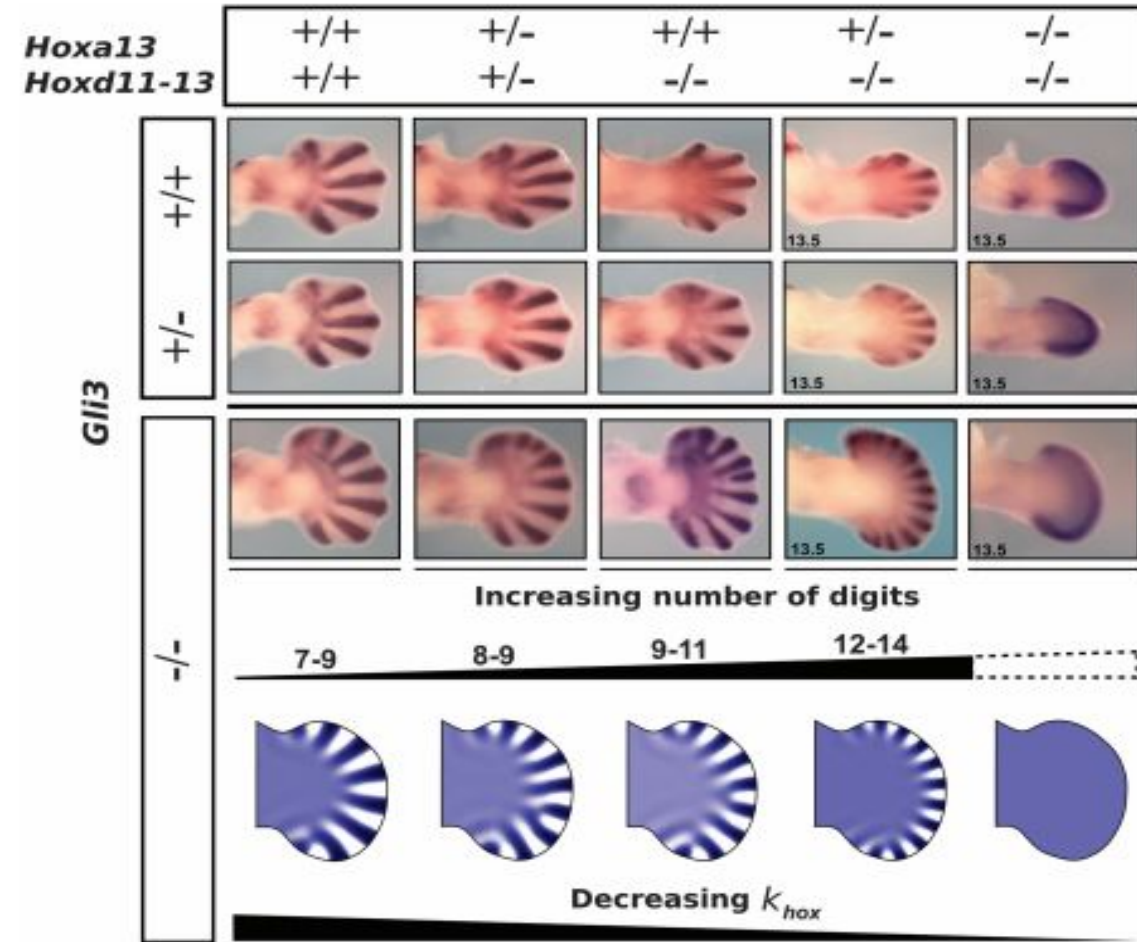 Hoxa13 +/+ +/- +/+ +/- -/-
Hoxd11-13 +/+ +/- -/- -/- -/-
+/+
13.5 13.5
+/-
13.5 13.5
Gli3
-/-
13.5 13.5
Increasing number of digits
7-9 8-9 9-11 12-14
Decreasing k hox